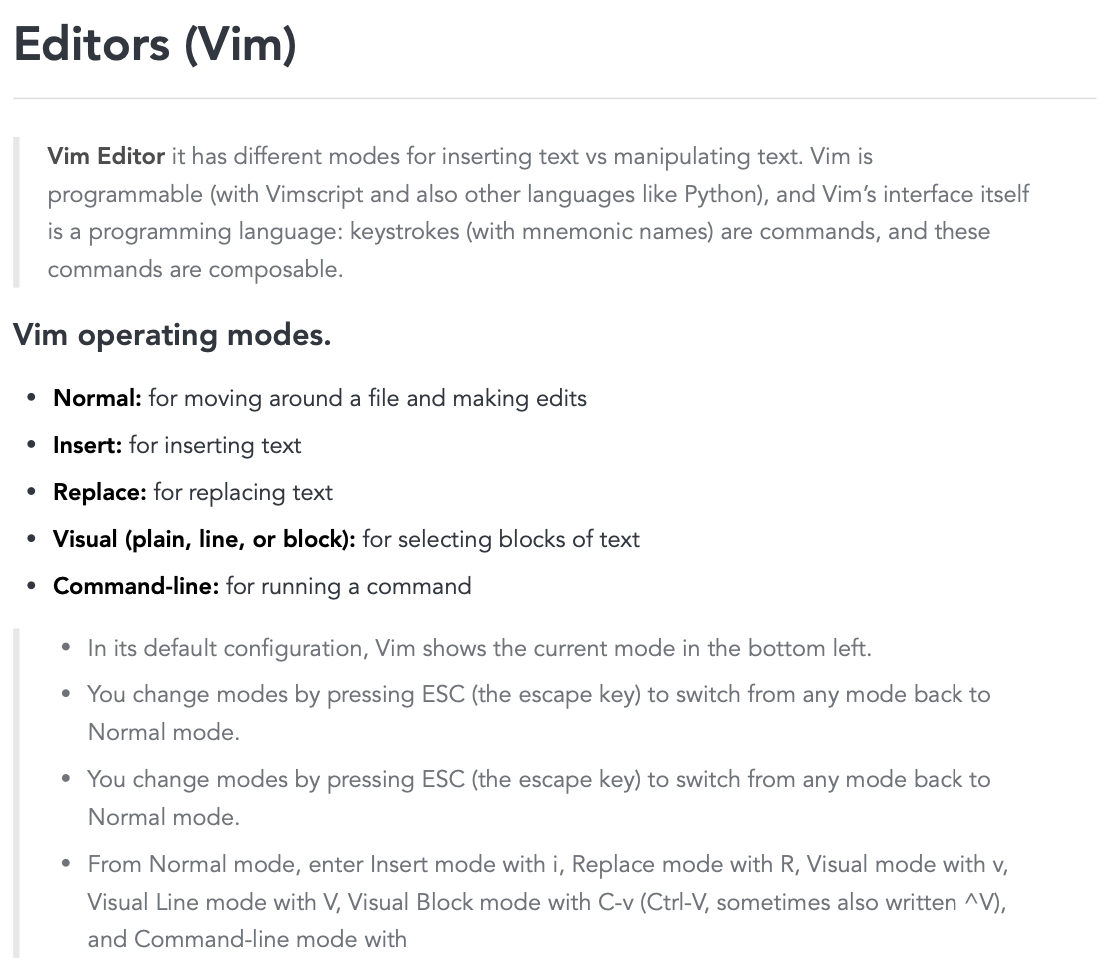 Editors (Vim)
Vim Editor it has different modes for inserting text vs manipulating text. Vim is
programmable (with Vimscript and also other languages like Python), and Vim’s interface itself
is a programming language: keystrokes (with mnemonic names) are commands, and these
commands are composable.
Vim operating modes.
• Normal: for moving around a file and making edits
• Insert: for inserting text
• Replace: for replacing text
• Visual (plain, line, or block): for selecting blocks of text
• Command-line: for running a command
• In its default configuration, Vim shows the current mode in the bottom left.
• You change modes by pressing ESC (the escape key) to switch from any mode back to
Normal mode.
• You change modes by pressing ESC (the escape key) to switch from any mode back to
Normal mode.
• From Normal mode, enter Insert mode with i, Replace mode with R, Visual mode with v,
Visual Line mode with V, Visual Block mode with C-v (Ctrl-V, sometimes also written ^V),
and Command-line mode with